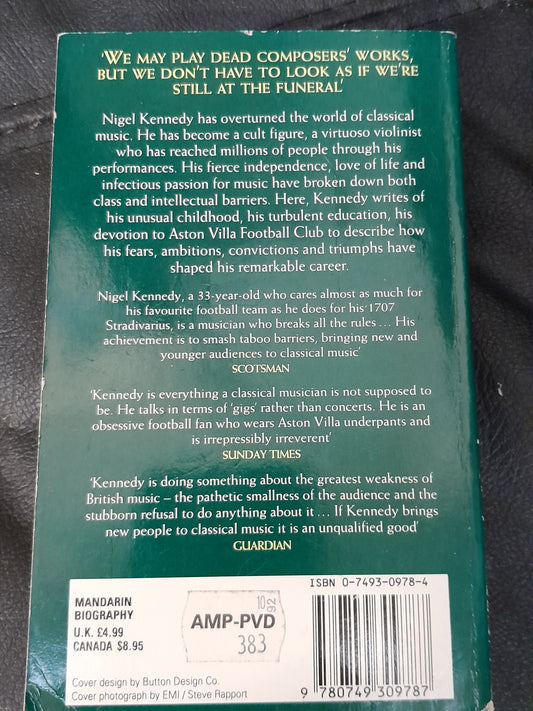 'WE MAY PLAY DEAD COMPOSERS' WORKS,
BUT WE DON'T HAVE TO LOOK AS IF WE'RE
STILL AT THE FUNERAL'
Nigel Kennedy has overturned the world of classical
music. He has become a cult figure, a virtuoso violinist
who has reached millions of people through his
performances. His fierce independence, love of life and
infectious passion for music have broken down both
class and intellectual barriers. Here, Kennedy writes of
his unusual childhood, his turbulent education, his
devotion to Aston Villa Football Club to describe how
his fears, ambitions, convictions and triumphs have
shaped his remarkable career.
Nigel Kennedy, a 33-year-old who cares almost as much for
his favourite football team as he does for his 1707
Stradivarius, is a musician who breaks all the rules... His
achievement is to smash taboo barriers, bringing new and
younger audiences to classical music'
SCOTSMAN
'Kennedy is everything a classical musician is not supposed to
be. He talks in terms of 'gigs' rather than concerts. He is an
obsessive football fan who wears Aston Villa underpants and
is irrepressibly irreverent'
SUNDAY TIMES
'Kennedy is doing something about the greatest weakness of
British music – the pathetic smallness of the audience and the
stubborn refusal to do anything about it... If Kennedy brings
new people to classical music it is an unqualified good'
GUARDIAN
MANDARIN
BIOGRAPHY
U.K. £4.99
CANADA $8.95
10 92
AMP-PVD
383
ISBN 0-7493-0978-4
9 780749 309787
Cover design by Button Design Co.
Cover photograph by EMI / Steve Rapport